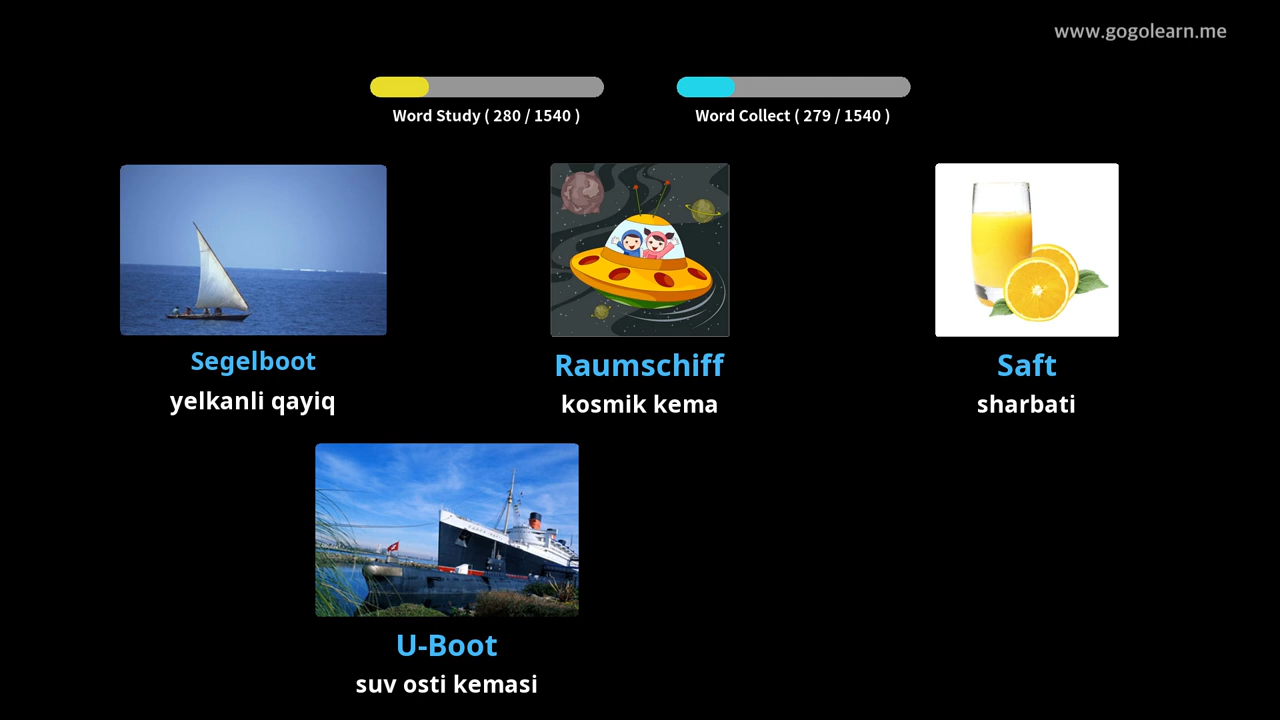 www.gogolearn.me
Word Study ( 280 / 1540 )
Word Collect ( 279 / 1540 )
Segelboot
yelkanli qayiq
Raumschiff
kosmik kema
Saft
sharbati
U-Boot
suv osti kemasi